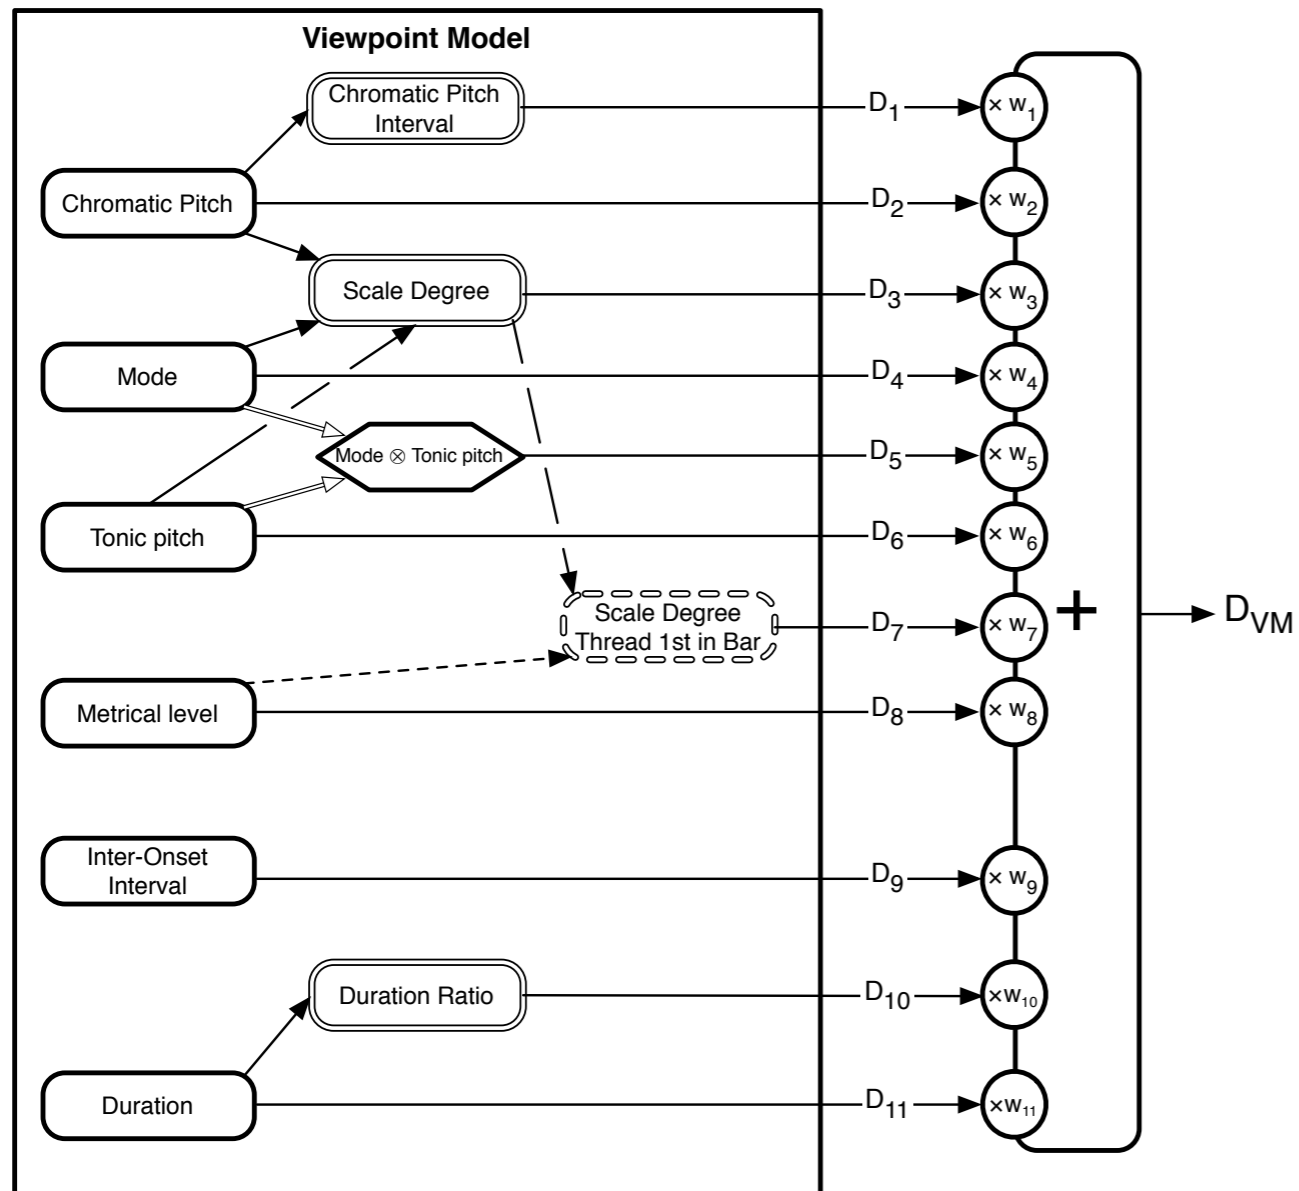 Viewpoint Model
Chromatic Pitch
Interval
D1
× w1
Chromatic Pitch
D2
× w2
Scale Degree
D3
× w3
Mode
D4
× w4
Mode ⊗ Tonic pitch
D5
× w5
Tonic pitch
D6
× w6
Scale Degree
Thread 1st in Bar
D7
× w7
+
DVM
Metrical level
D8
× w8
Inter-Onset
Interval
D9
× w9
Duration Ratio
D10
×w10
Duration
D11
×w11